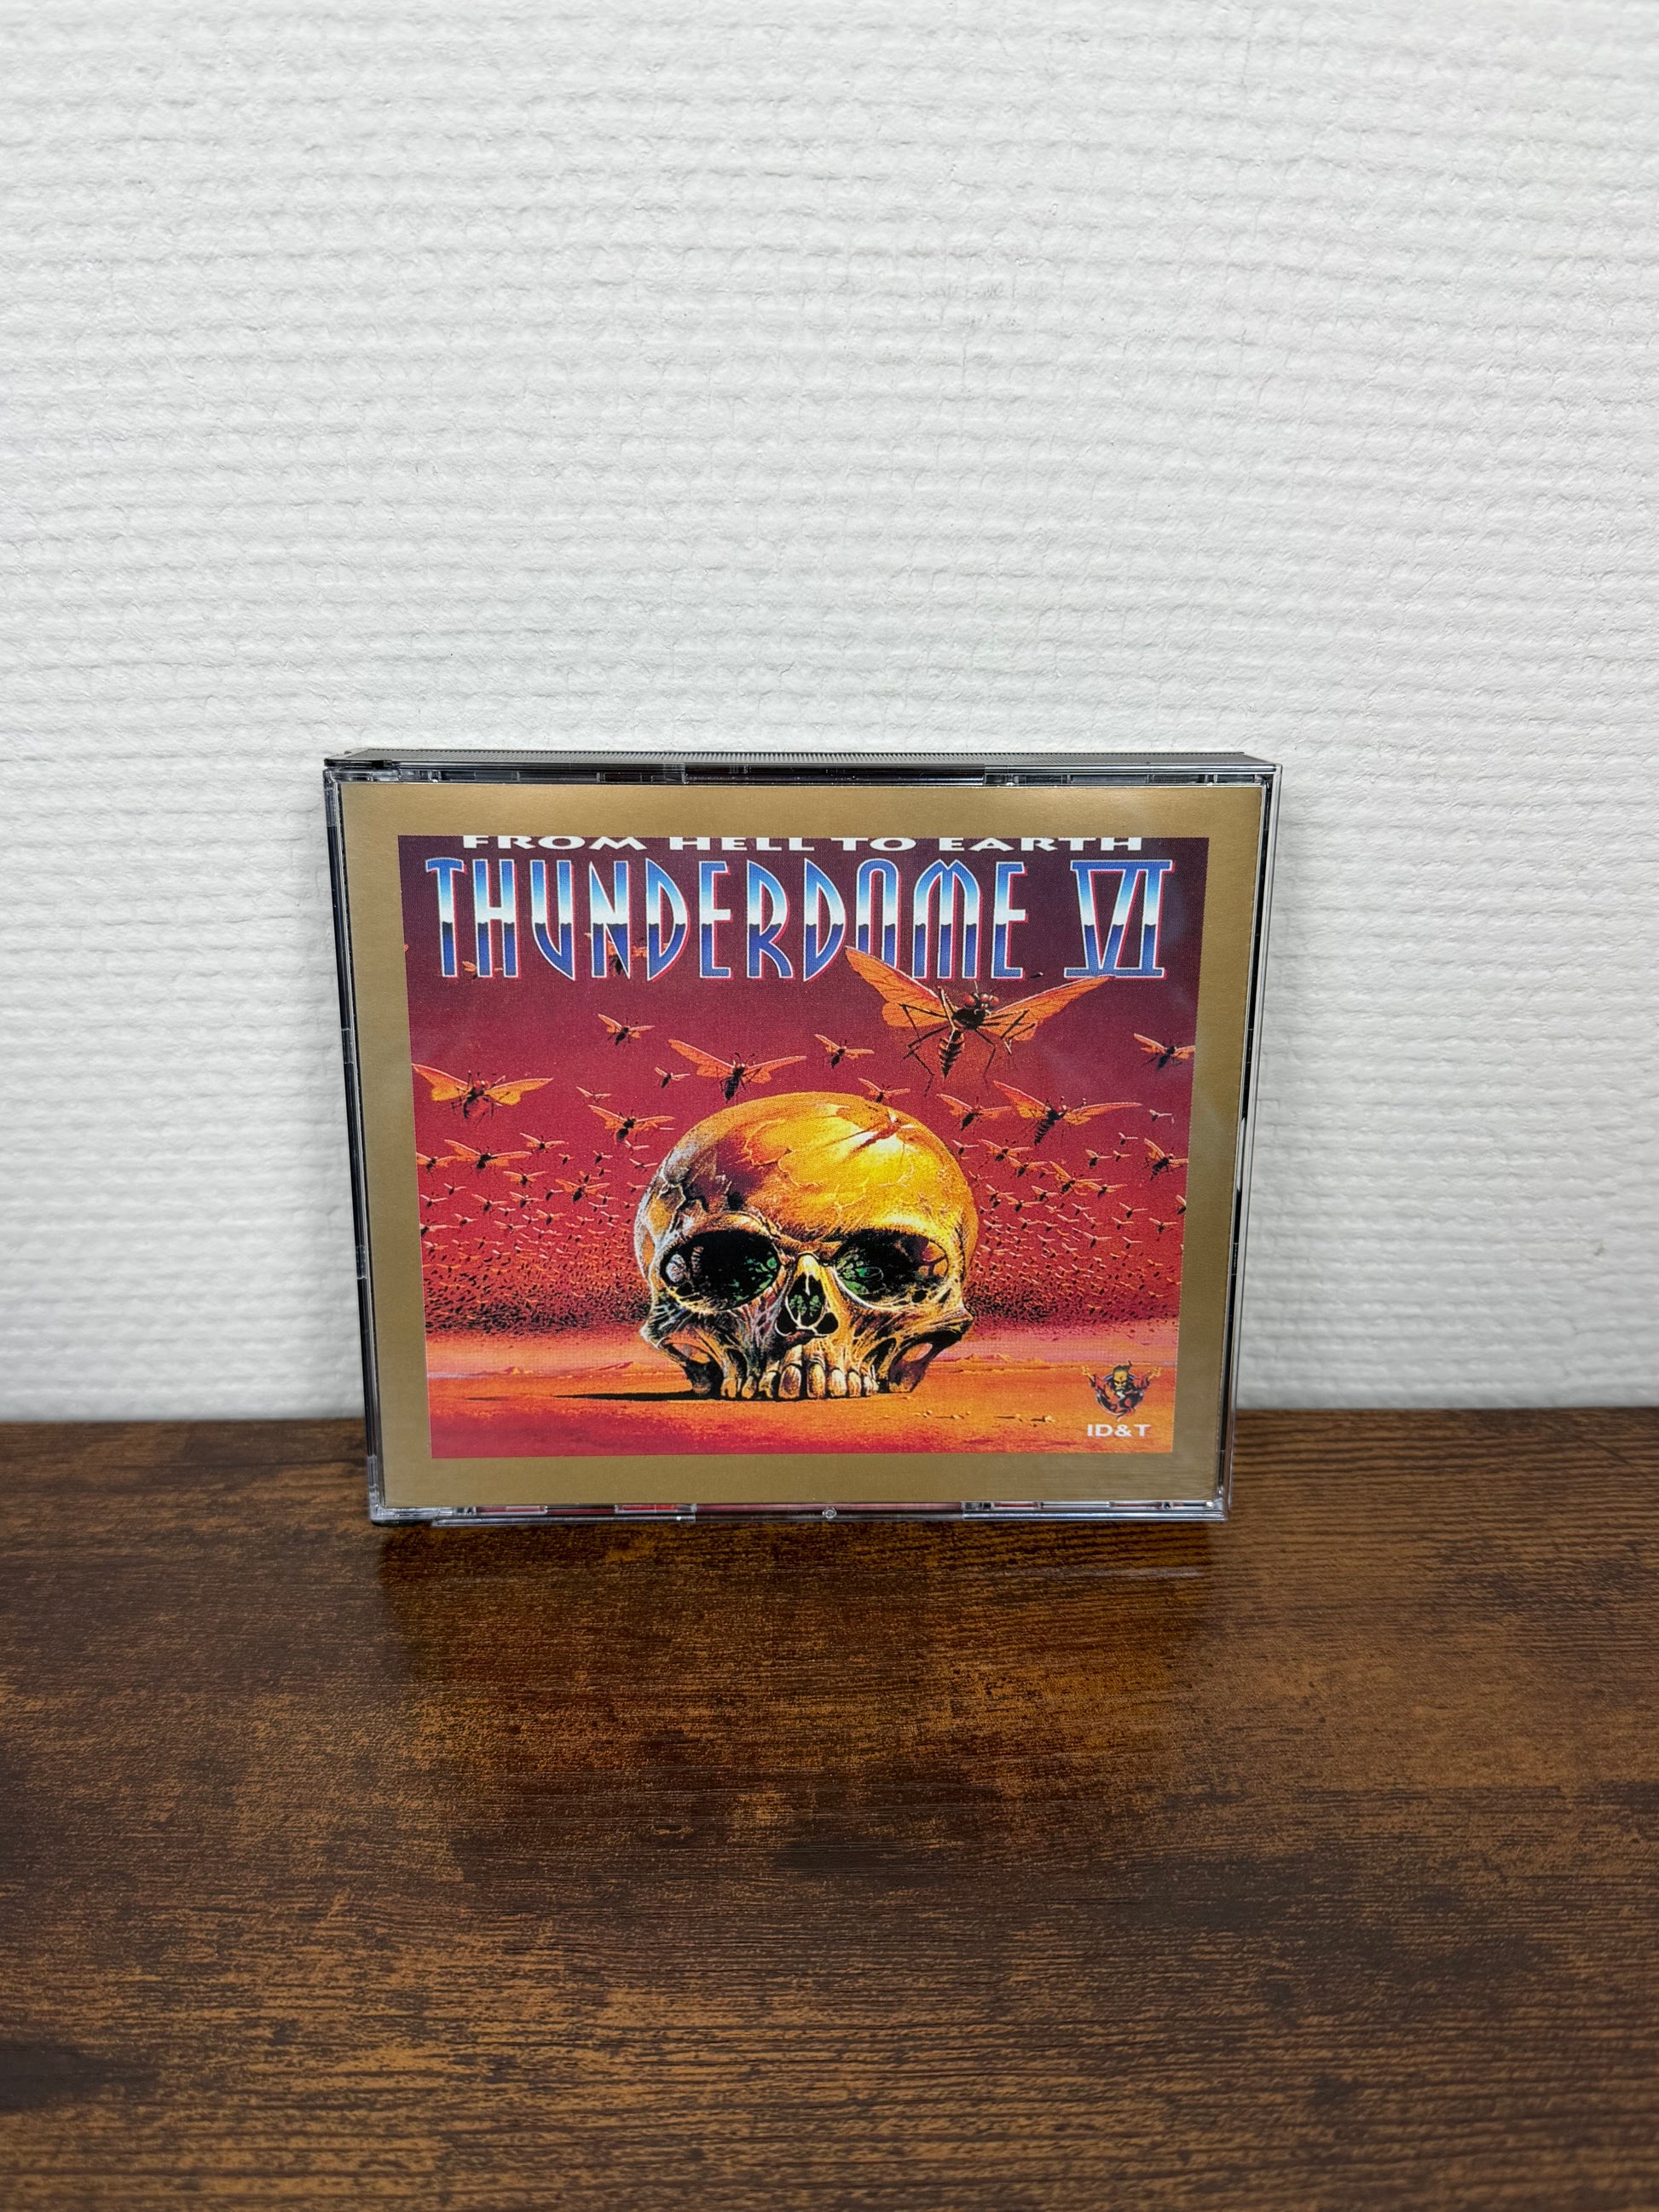 FROM HELL TO EARTH
THUNDERDOME VI
ID&T